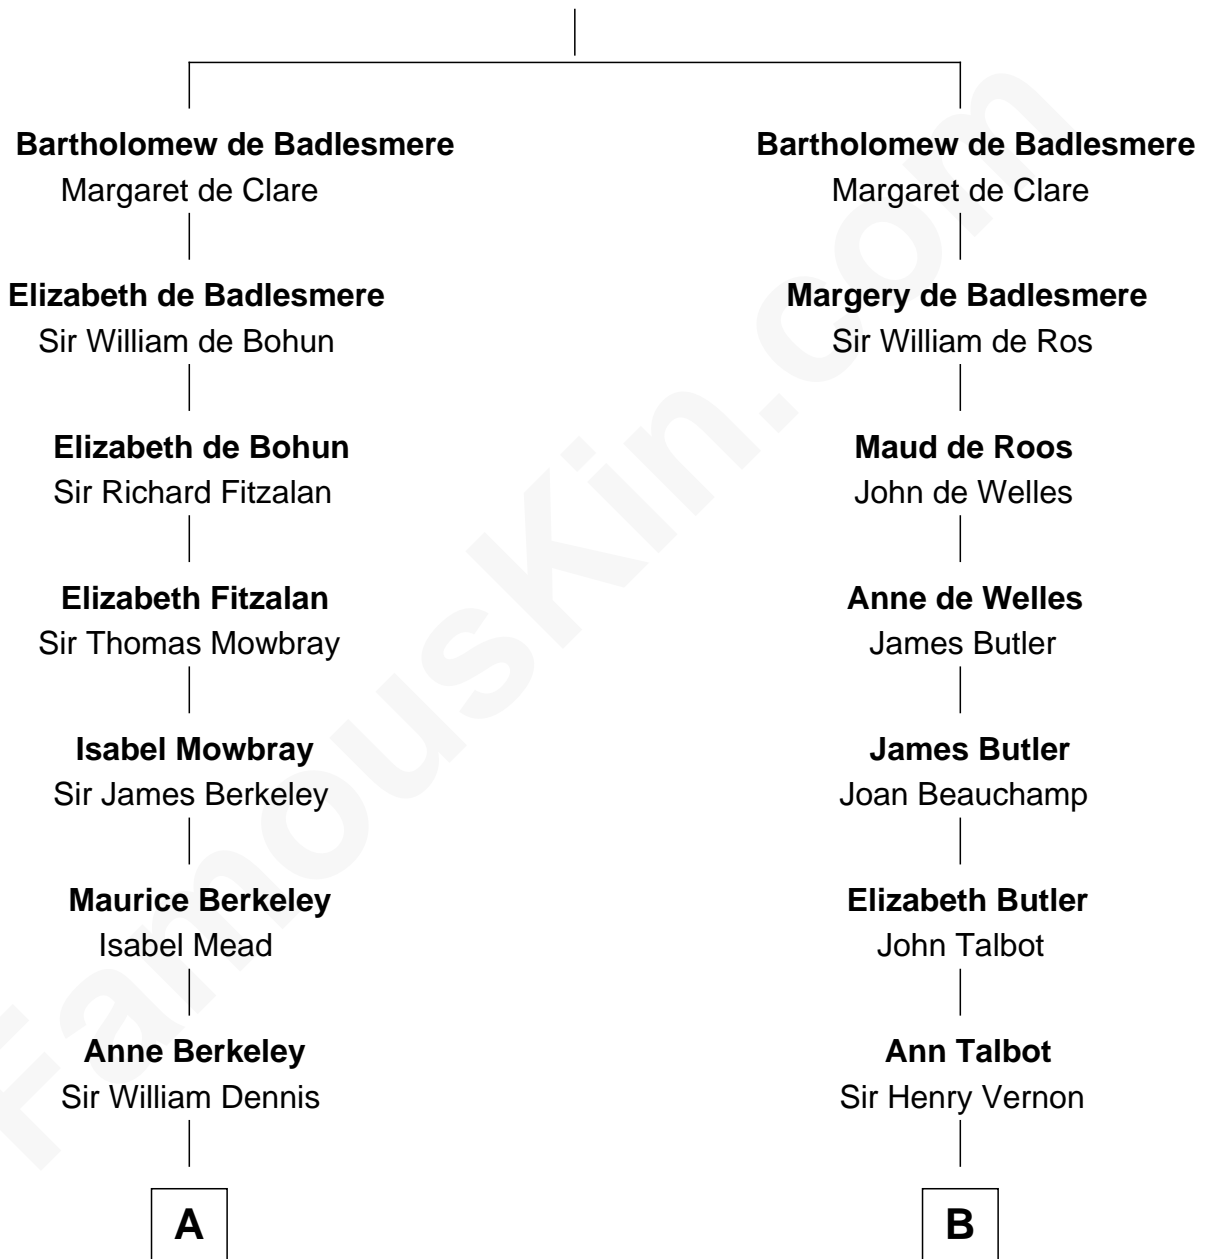 Bartholomew de Badlesmere
Margaret de Clare
Elizabeth de Badlesmere
Sir William de Bohun
Elizabeth de Bohun
Sir Richard Fitzalan
Elizabeth Fitzalan
Sir Thomas Mowbray
Isabel Mowbray
Sir James Berkeley
Maurice Berkeley
Isabel Mead
Anne Berkeley
Sir William Dennis
A
Bartholomew de Badlesmere
Margaret de Clare
Margery de Badlesmere
Sir William de Ros
Maud de Roos
John de Welles
Anne de Welles
James Butler
James Butler
Joan Beauchamp
Elizabeth Butler
John Talbot
Ann Talbot
Sir Henry Vernon
B
FamousKin.com